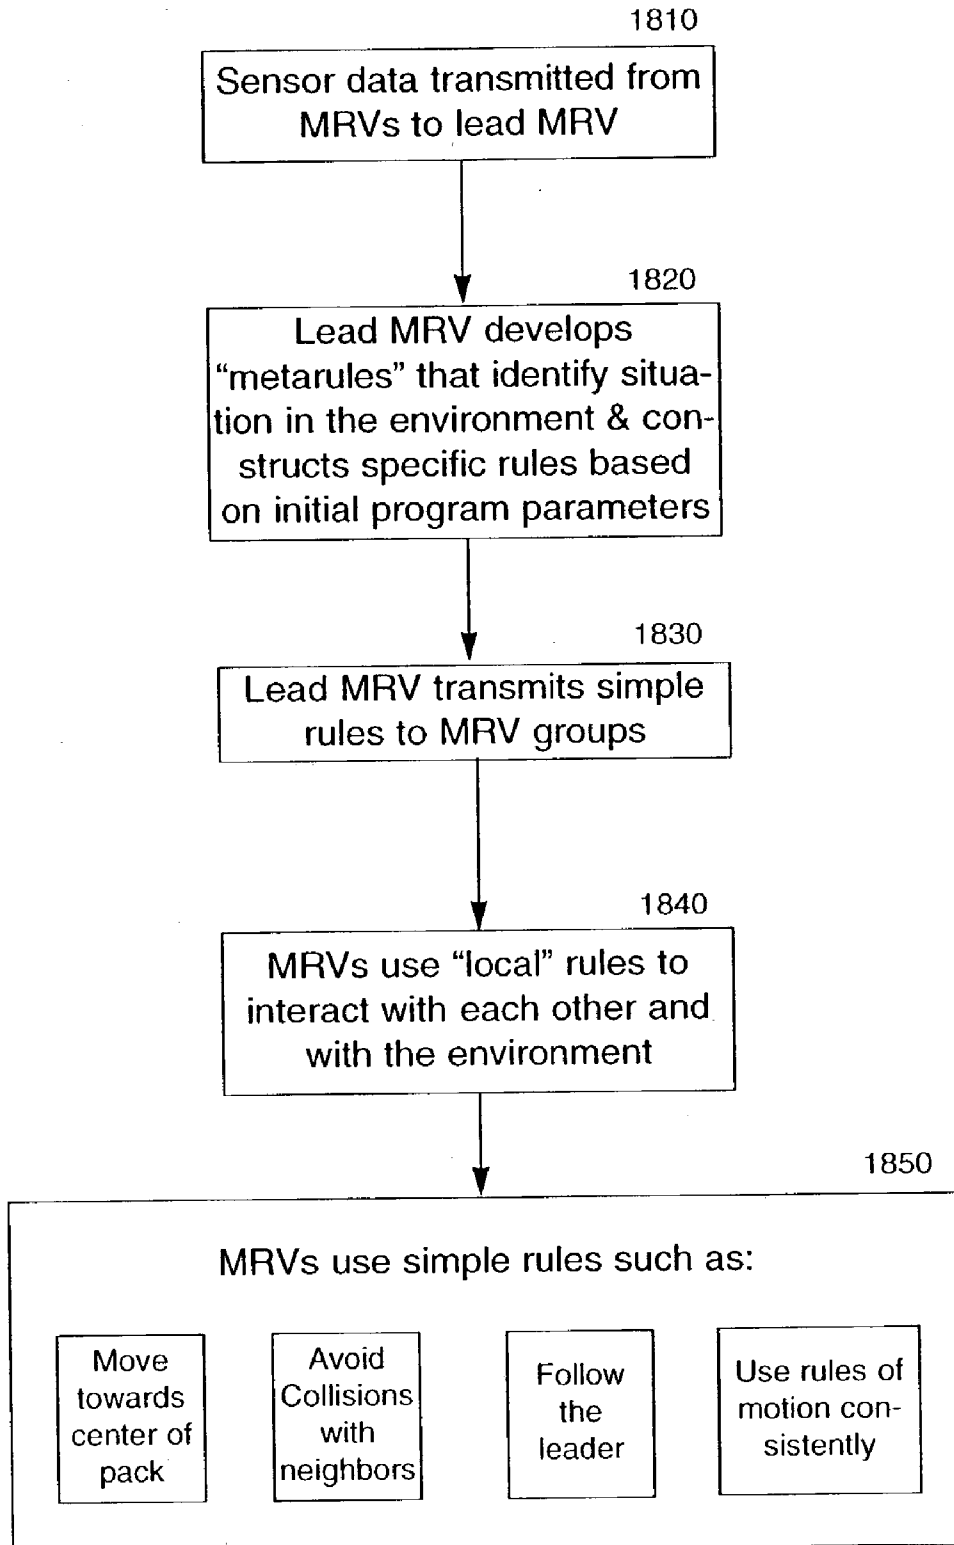 1810
Sensor data transmitted from
MRVs to lead MRV
1820
Lead MRV develops
“metarules” that identify situa-
tion in the environment & con-
structs specific rules based
on initial program parameters
1830
Lead MRV transmits simple
rules to MRV groups
1840
MRVs use “local” rules to
interact with each other and
with the environment
1850
MRVs use simple rules such as:
Move
towards
center of
pack
Avoid
Collisions
with
neighbors
Follow
the
leader
Use rules of
motion con-
sistently